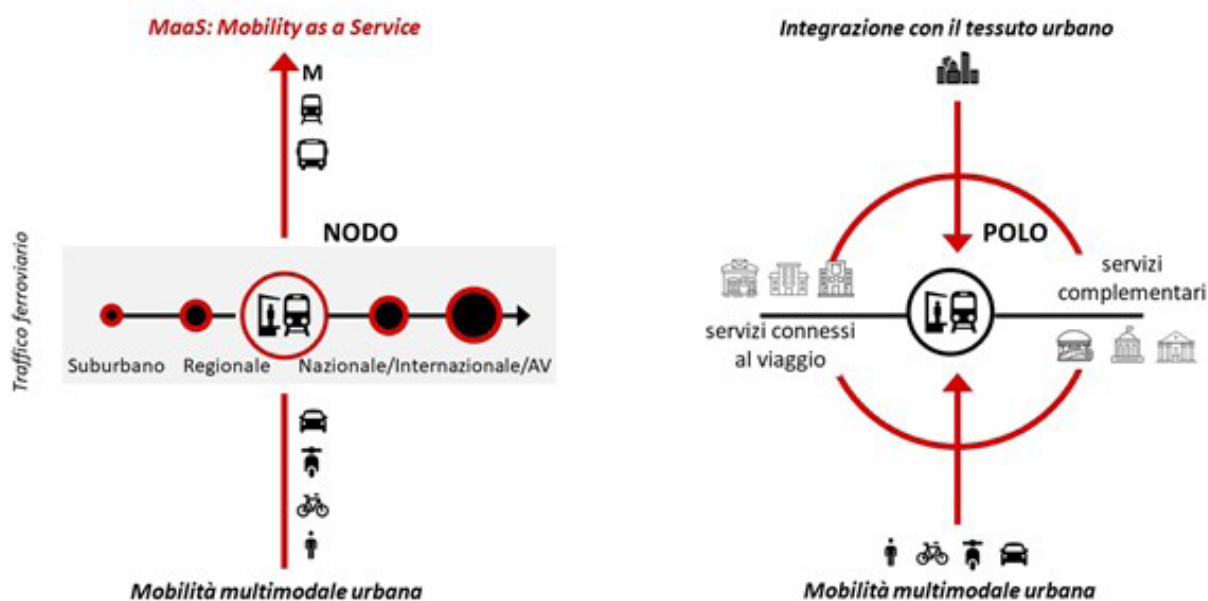 MaaS: Mobility as a Service
M
NODO
Traffico ferroviario
Suburbano
Regionale
Nazionale/Internazionale/AV
Mobilità multimodale urbana
Integrazione con il tessuto urbano
POLO
servizi
complementari
servizi connessi
al viaggio
Mobilità multimodale urbana